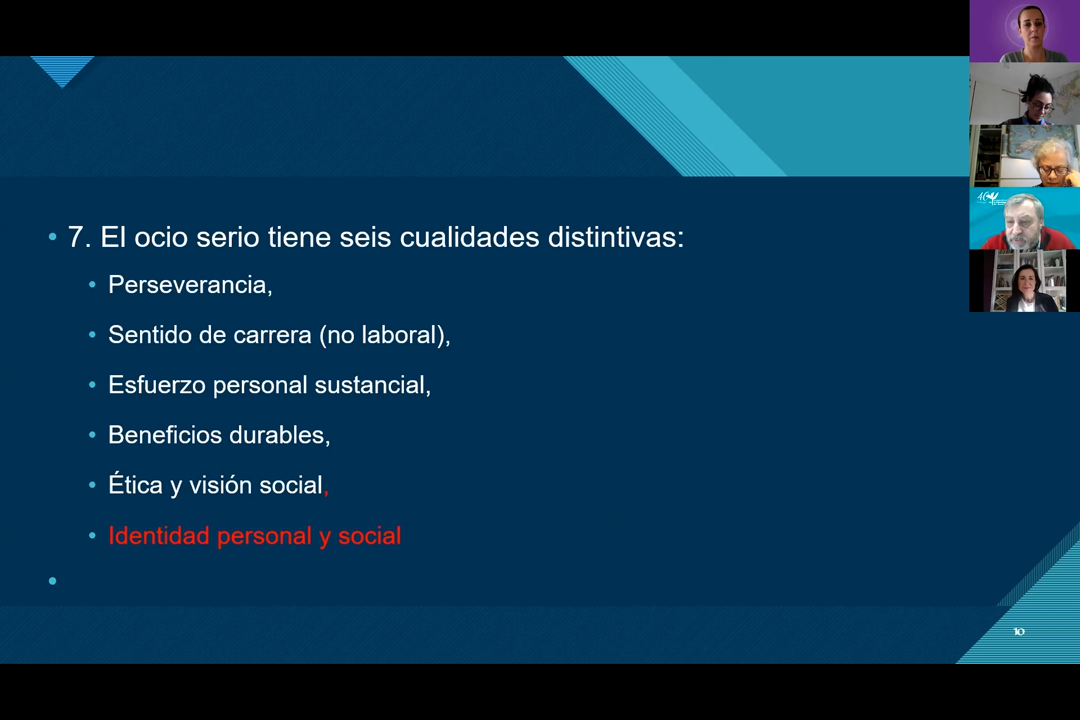 7. El ocio serio tiene seis cualidades distintivas:
Perseverancia,
Sentido de carrera (no laboral),
Esfuerzo personal sustancial,
Beneficios durables,
Ética y visión social,
Identidad personal y social
10